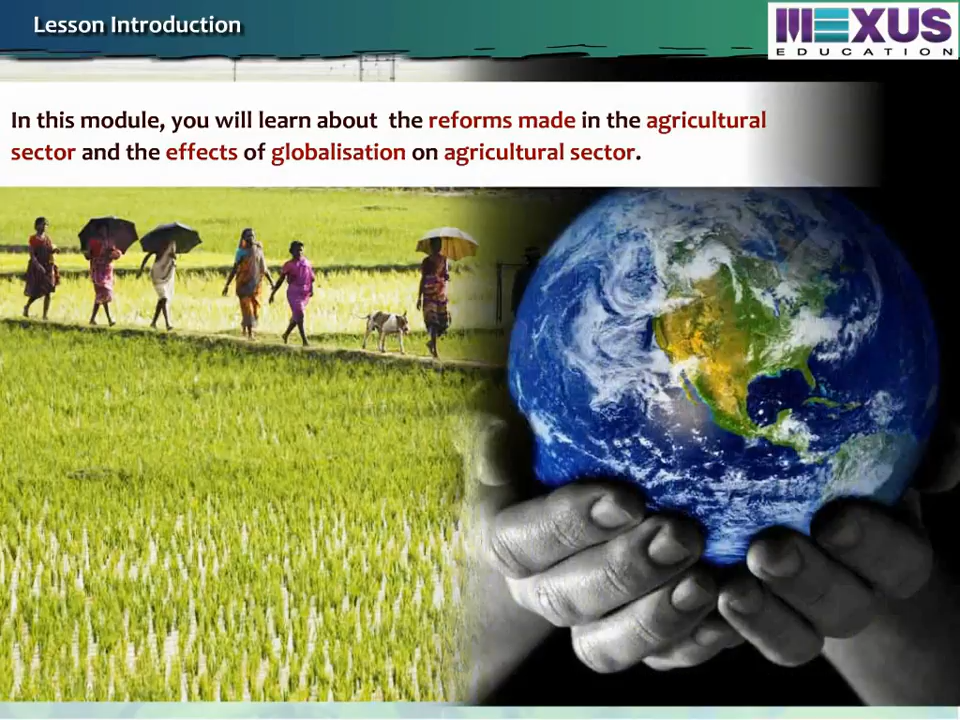 Lesson Introduction
MEXUS
EDUCATION
In this module, you will learn about the reforms made in the agricultural
sector and the effects of globalisation on agricultural sector.